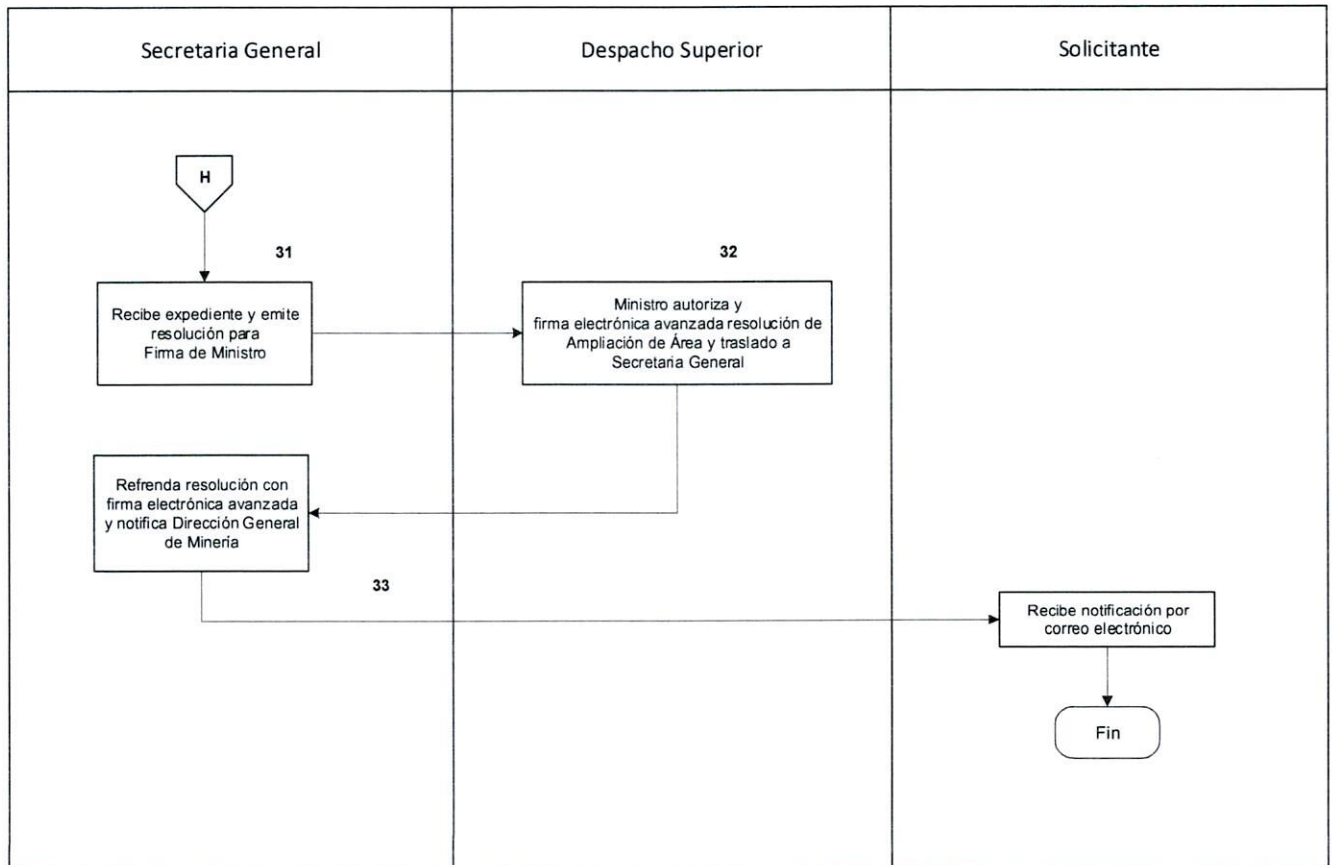 Secretaria General
Despacho Superior
Solicitante
H
31
Recibe expediente y emite
resolución para
Firma de Ministro
32
Ministro autoriza y
firma electrónica avanzada resolución de
Ampliación de Área y traslado a
Secretaria General
Refrenda resolución con
firma electrónica avanzada
y notifica Dirección General
de Minería
33
Recibe notificación por
correo electrónico
Fin